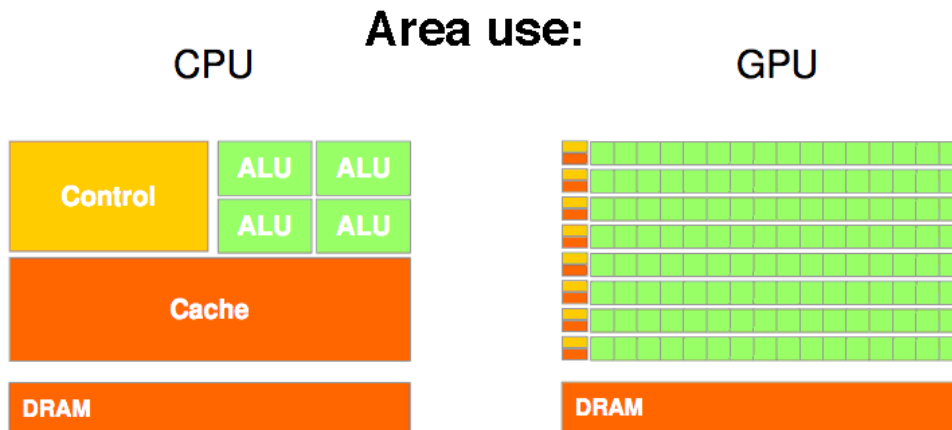 Area use:
CPU
GPU
Control
ALU
ALU
ALU
ALU
Cache
DRAM
DRAM